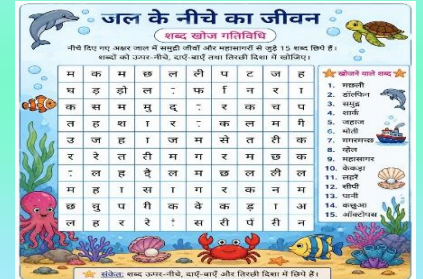 जल के नीचे का जीवन
शब्द खोज गतिविधि
नीचे दिए गए अक्षर जाल में समुद्री जीवों और महासागरों से जुड़े 15 शब्द छिपे हैं।
शब्दों को ऊपर-नीचे, दाएँ-बाएँ तथा तिरछी दिशा में खोजिए।
म क म छ ल ली प ट ज ह
घ ड़ डो ल फ नि र ा
क स म मु द् र क च प
त ह श ा र क ल म गी
उ ज हा ज म से त री क
र रे त री म ग र म छ क
ल ह दै ल म छ ल ली ल
म हा सा ग र क न म
छ धु प री क वे क ड़ा अ
ल ह र रे स री पं री न
खोजने वाले शब्द
1. मछली
2. डॉलफिन
3. समुद्र
4. शार्क
5. जहाज
6. मोती
7. मगरमच्छ
8. व्हेल
9. महासागर
10. केकड़ा
11. लहरें
12. सीपी
13. पानी
14. कछुआ
15. ऑक्टोपस
संकेत: शब्द ऊपर-नीचे, दाएँ-बाएँ और तिरछी दिशा में छिपे हैं।